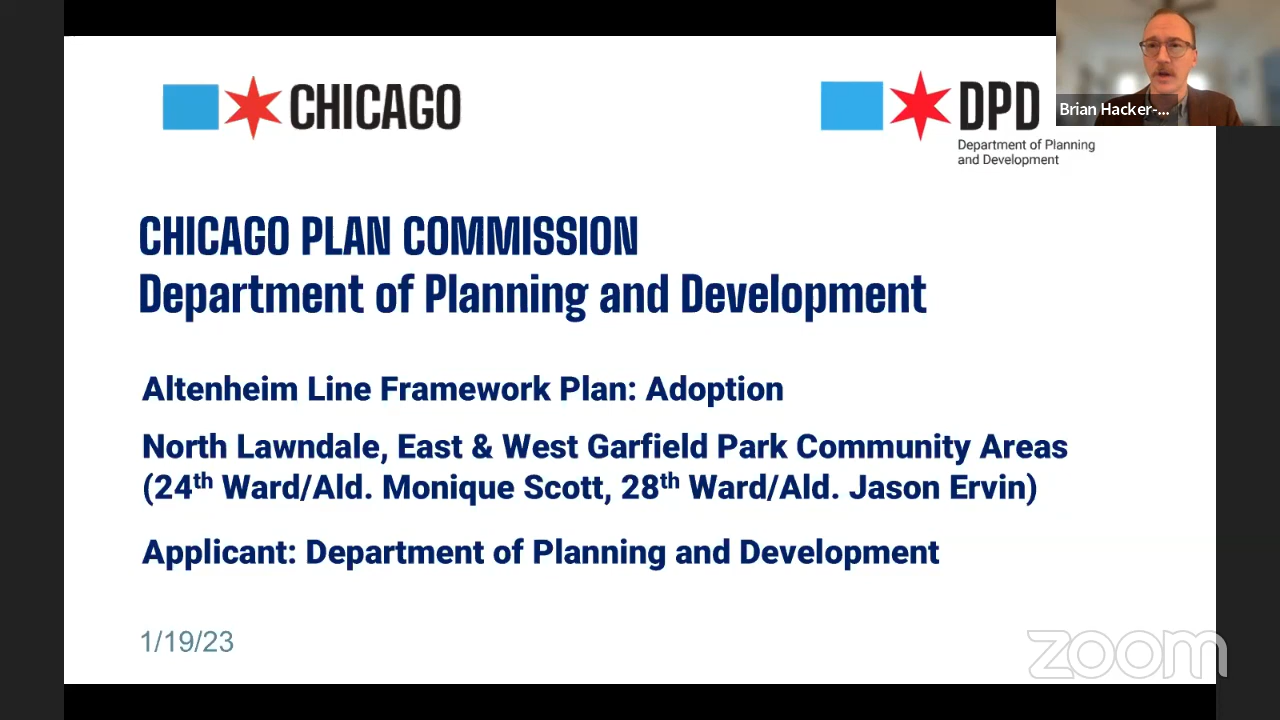 CHICAGO
DPD
Department of Planning
and Development
Brian Hacker-...
CHICAGO PLAN COMMISSION
Department of Planning and Development
Altenheim Line Framework Plan: Adoption
North Lawndale, East & West Garfield Park Community Areas
(24th Ward/Ald. Monique Scott, 28th Ward/Ald. Jason Ervin)
Applicant: Department of Planning and Development
1/19/23
zoom